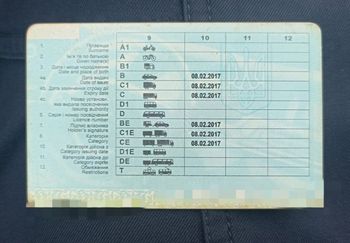 9 10 11 12
1. Прізвище A1
Surname
2. Ім'я та по батькові A
Given name(s)
3. Дата і місце народження B1
Date and place of birth
4a. Дата видачі B 08.02.2017
Date of issue
4b. Дата закінчення строку дії C1 08.02.2017
Expiry date
4c. Назва установи, C 08.02.2017
яка видала посвідчення D1
Issuing authority
5. Серія і номер посвідчення D
Licence number
7. Підпис власника BE 08.02.2017
Holder's signature
9. Категорія C1E 08.02.2017
Category
10. Категорія дійсна з CE 08.02.2017
Category issuing date
D1E
11. Категорія дійсна до
Category expires DE
12. Обмеження
Restrictions T